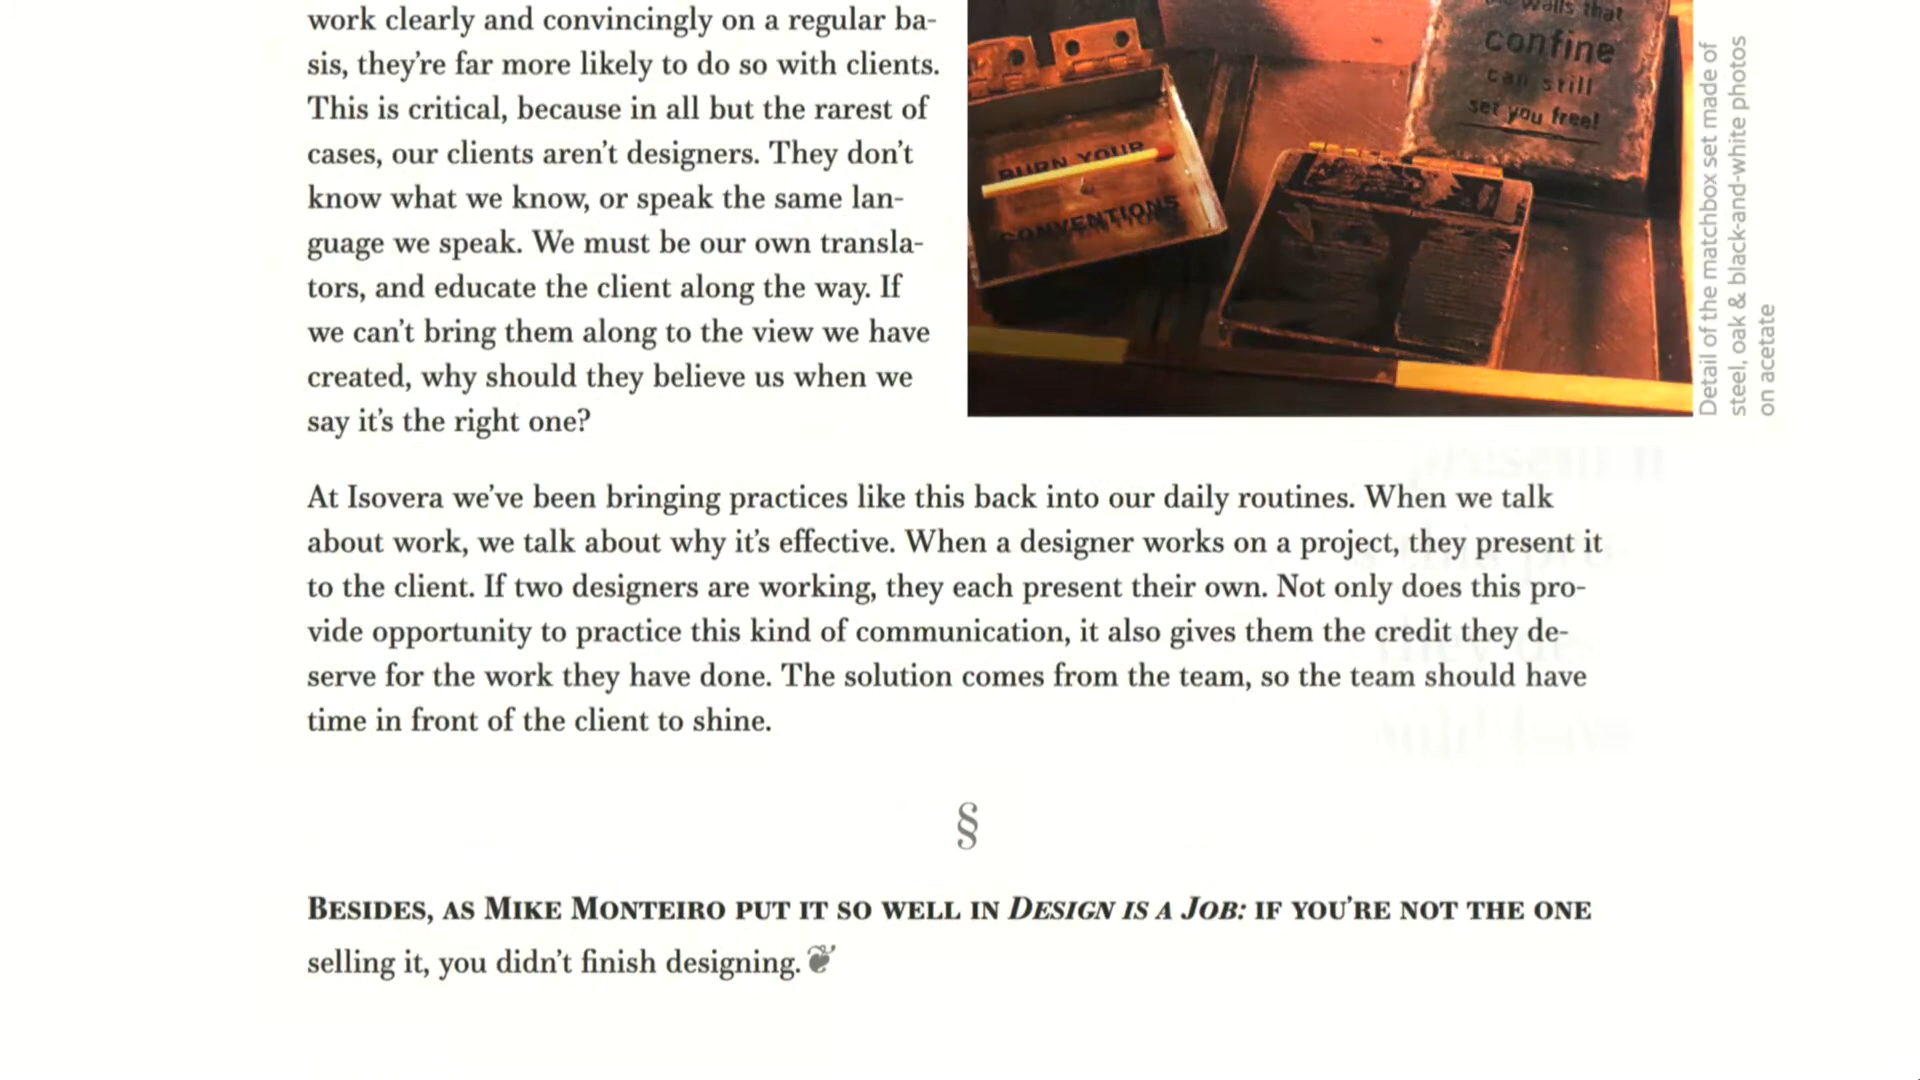 work clearly and convincingly on a regular ba-
sis, they’re far more likely to do so with clients.
This is critical, because in all but the rarest of
cases, our clients aren’t designers. They don’t
know what we know, or speak the same lan-
guage we speak. We must be our own transla-
tors, and educate the client along the way. If
we can’t bring them along to the view we have
created, why should they believe us when we
say it’s the right one?
walls that
confine
can still
set you free!
BURN YOUR
CONVENTIONS
Detail of the matchbox set made of
steel, oak & black-and-white photos
on acetate
At Isovera we’ve been bringing practices like this back into our daily routines. When we talk
about work, we talk about why it’s effective. When a designer works on a project, they present it
to the client. If two designers are working, they each present their own. Not only does this pro-
vide opportunity to practice this kind of communication, it also gives them the credit they de-
serve for the work they have done. The solution comes from the team, so the team should have
time in front of the client to shine.
§
BESIDES, AS MIKE MONTEIRO PUT IT SO WELL IN DESIGN IS A JOB: IF YOU’RE NOT THE ONE
selling it, you didn’t finish designing.❦